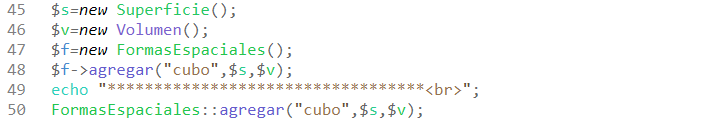 45 $s=new Superficie();
46 $v=new Volumen();
47 $f=new FormasEspaciales();
48 $f->agregar("cubo",$s,$v);
49 echo "**********************************<br>";
50 FormasEspaciales::agregar("cubo",$s,$v);